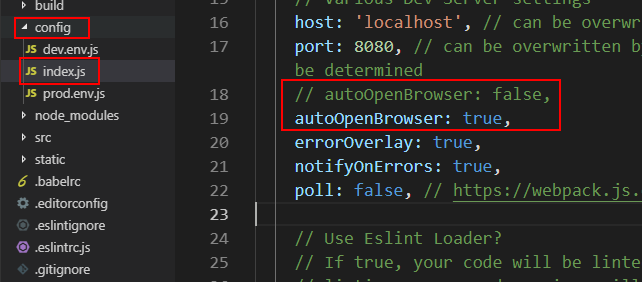 build
config
JS dev.env.js
JS index.js
JS prod.env.js
node_modules
src
static
.babelrc
.editorconfig
.eslintignore
.eslintrc.js
.gitignore
// Various Dev Server settings
16 host: 'localhost', // can be overwr
17 port: 8080, // can be overwritten b
be determined
18 // autoOpenBrowser: false,
19 autoOpenBrowser: true,
20 errorOverlay: true,
21 notifyOnErrors: true,
22 poll: false, // https://webpack.js.
23
24 // Use Eslint Loader?
25 // If true, your code will be linte